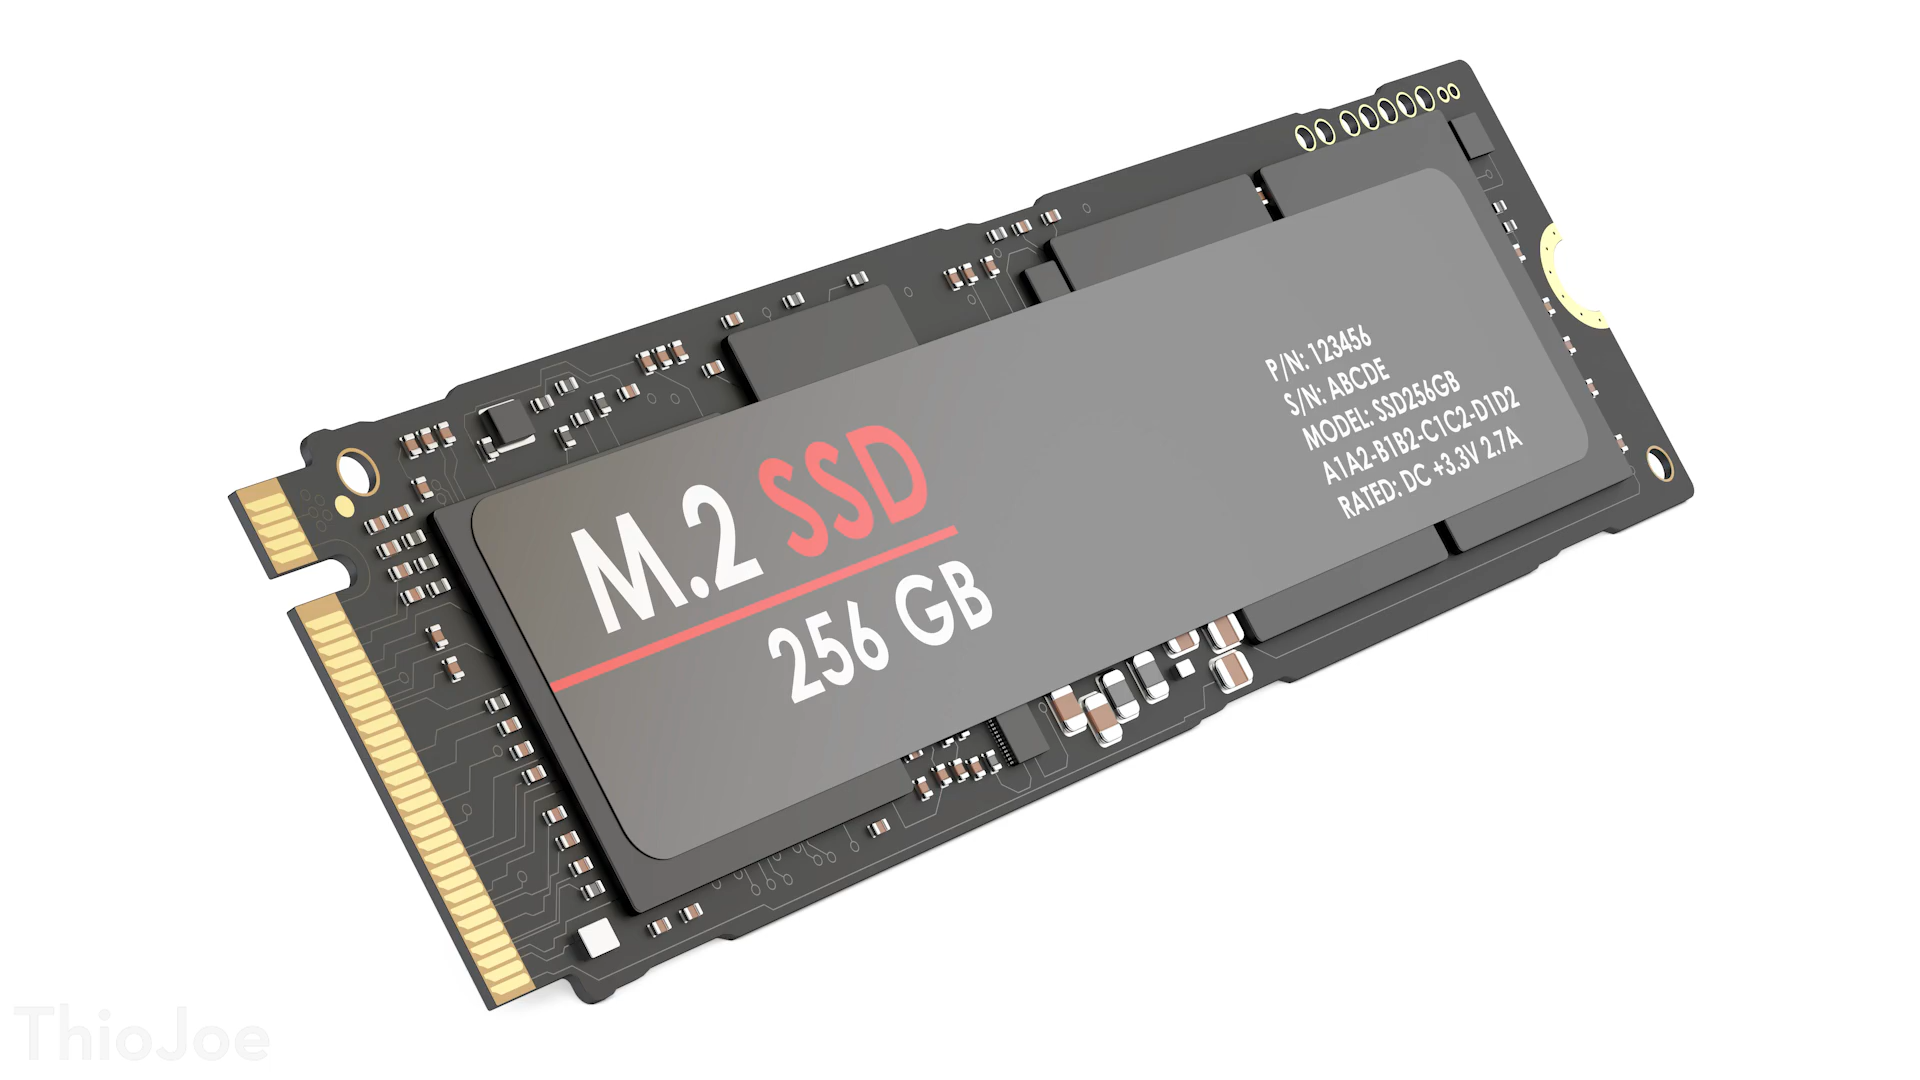 M.2 SSD
256 GB
P/N: 123456
S/N: ABCDE
MODEL: SSD256GB
A1A2-B1B2-C1C2-D1D2
RATED: DC +3.3V 2.7A
ThioJoe